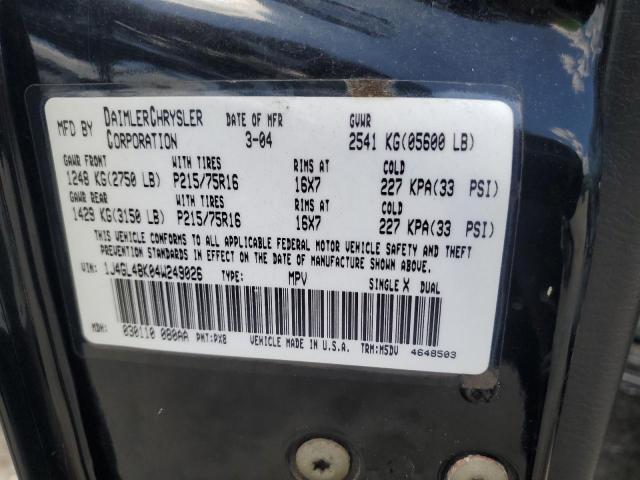 MFD BY DAIMLERCHRYSLER CORPORATION DATE OF MFR 3-04 GVWR 2541 KG(05600 LB)
GAWR FRONT WITH TIRES RIMS AT COLD
1248 KG(2750 LB) P215/75R16 16X7 227 KPA(33 PSI)
GAWR REAR WITH TIRES RIMS AT COLD
1429 KG(3150 LB) P215/75R16 16X7 227 KPA(33 PSI)
THIS VEHICLE CONFORMS TO ALL APPLICABLE FEDERAL MOTOR VEHICLE SAFETY AND THEFT
PREVENTION STANDARDS IN EFFECT ON THE DATE OF MANUFACTURE SHOWN ABOVE.
VIN: 1J4GL48K04W249026 TYPE: MPV SINGLE X DUAL
MDH: 030110 080AA PNT:PX8 VEHICLE MADE IN U.S.A. TRM:MSDV 4648503